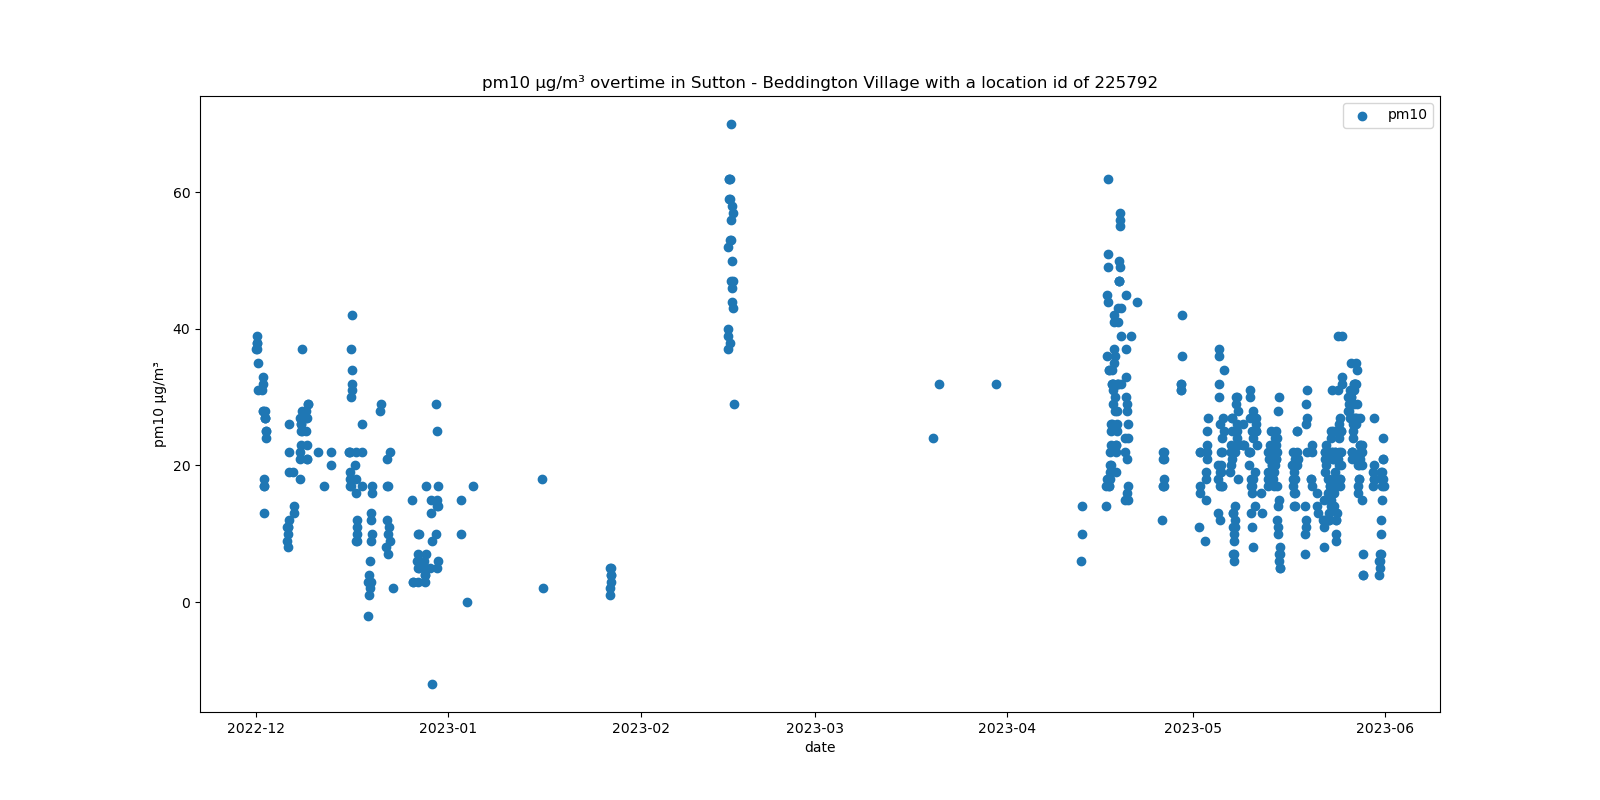 pm10 μg/m³ overtime in Sutton - Beddington Village with a location id of 225792
pm10
60
40
20
0
pm10 μg/m³
2022-12 2023-01 2023-02 2023-03 2023-04 2023-05 2023-06
date